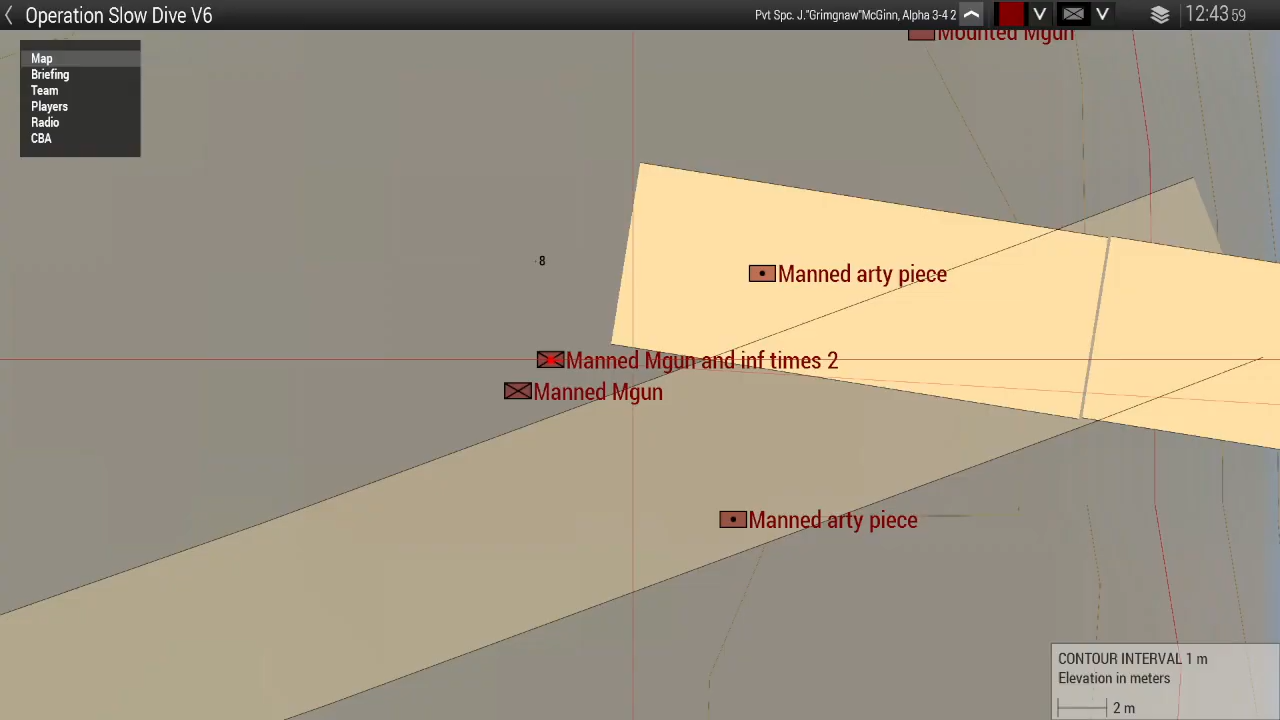 Operation Slow Dive V6
Pvt Spc. J."Grimgnaw"McGinn, Alpha 3-4 2
12:43 59
Mounted Mgun
Map
Briefing
Team
Players
Radio
CBA
8
Manned arty piece
Manned Mgun and inf times 2
Manned Mgun
Manned arty piece
CONTOUR INTERVAL 1 m
Elevation in meters
2 m